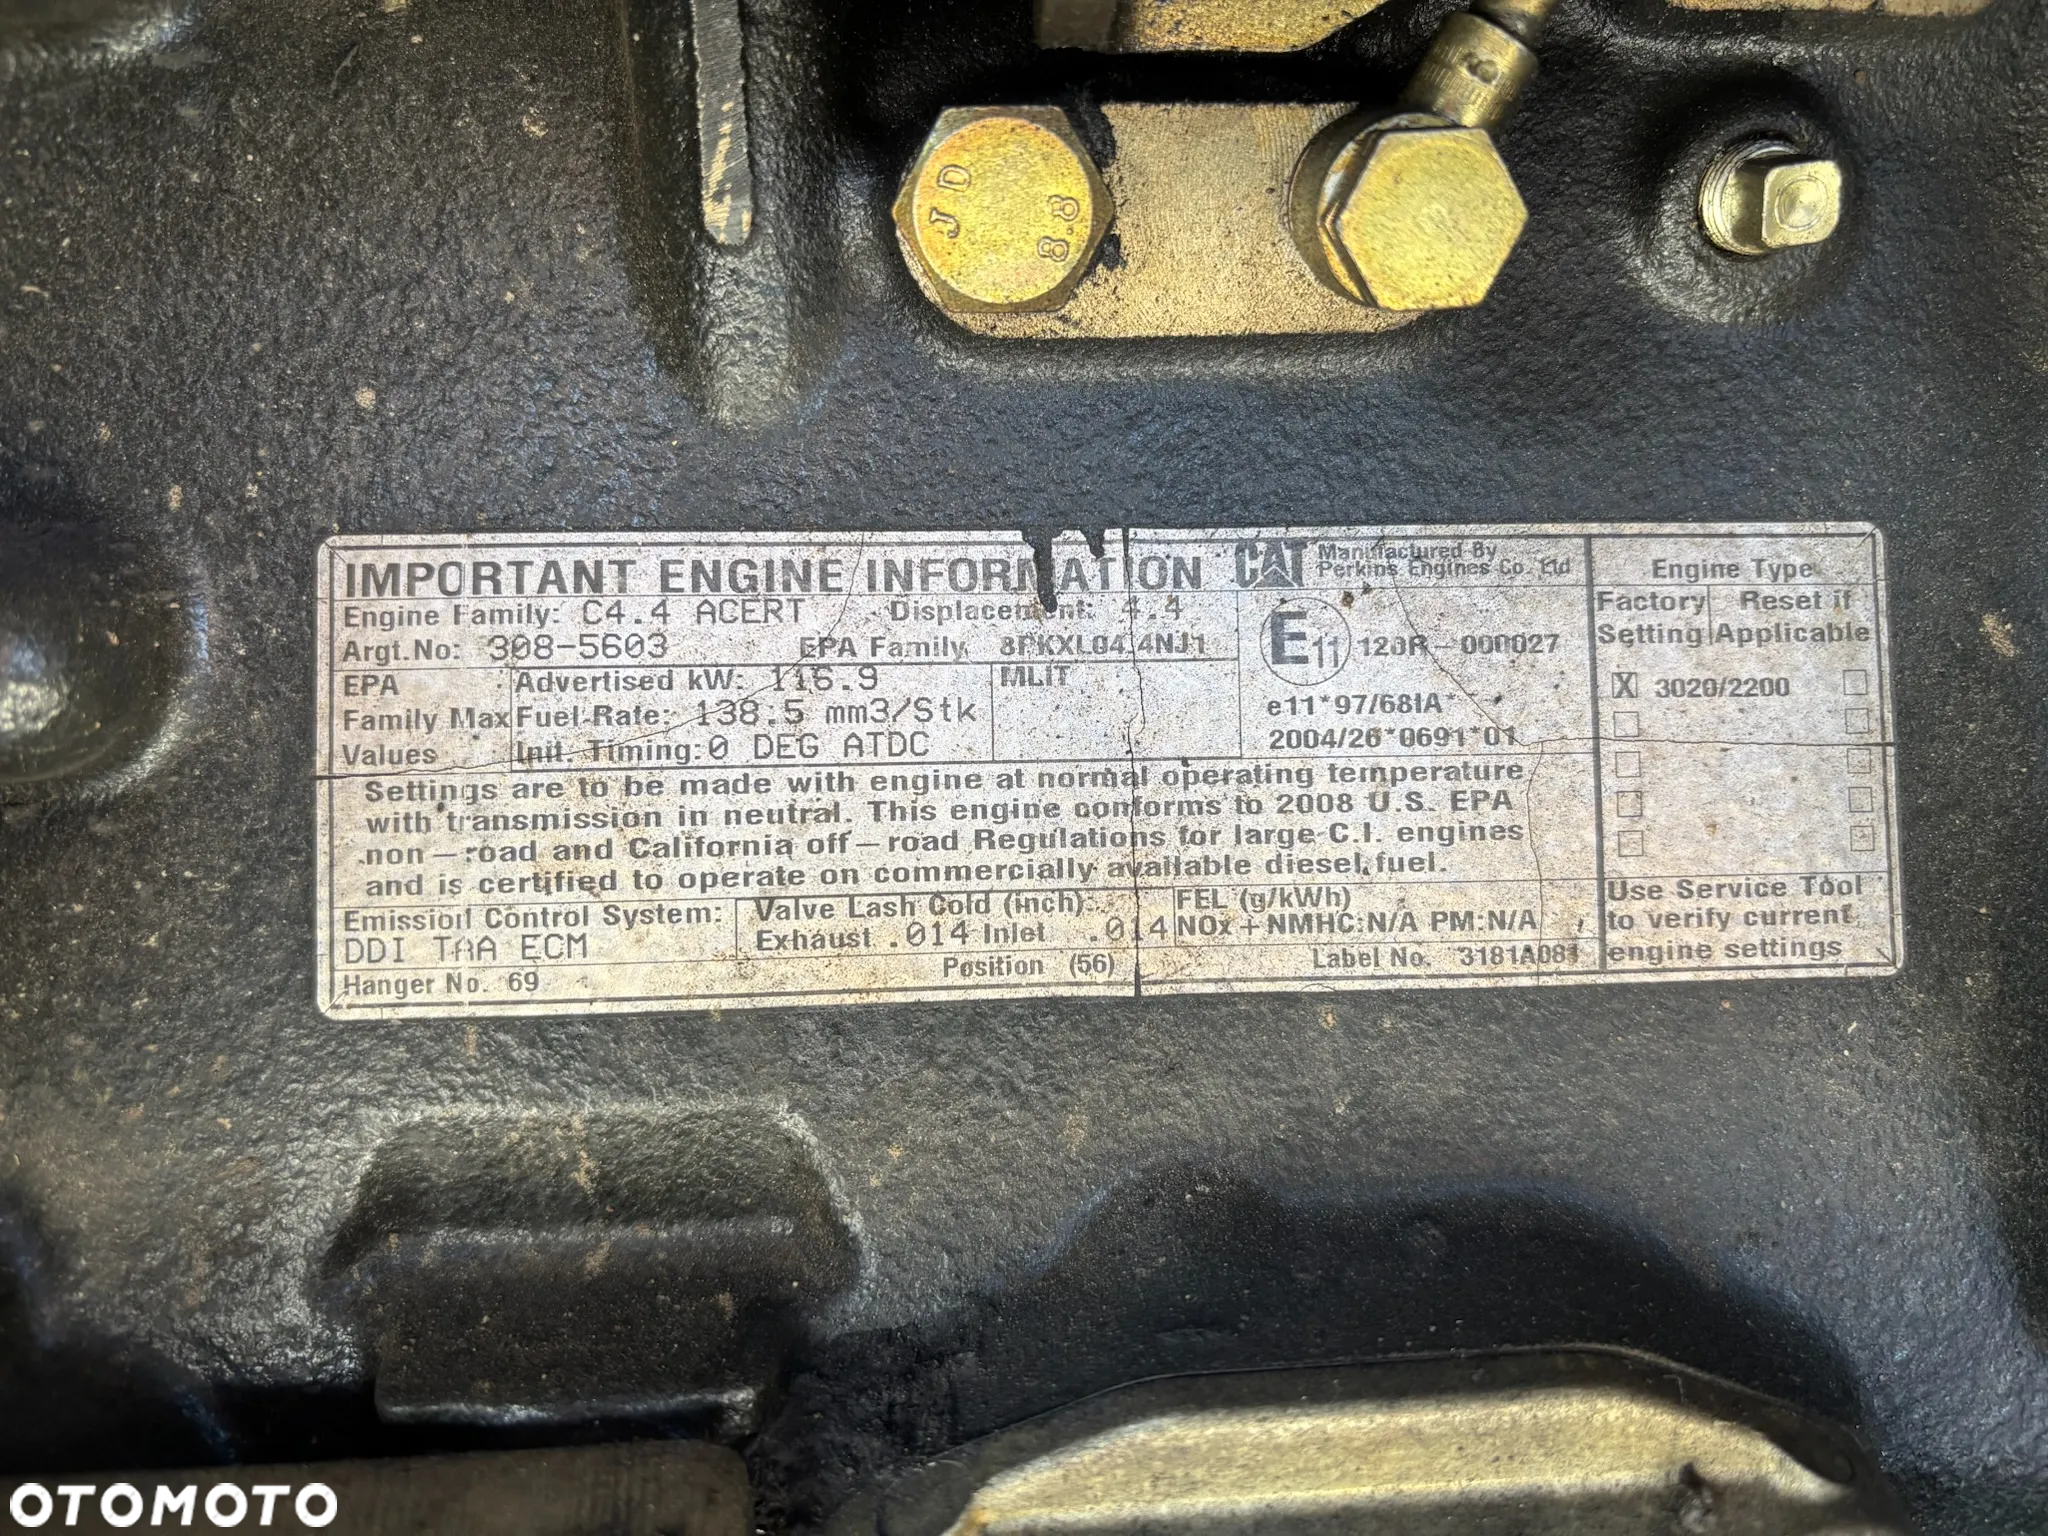 JD
8.8
IMPORTANT ENGINE INFORMATION CAT Manufactured By
Perkins Engines Co. Ltd
Engine Family: C4.4 ACERT Displacement: 4.4
Argt.No: 308-5603 EPA Family 8PKXL04.4NJ1
EPA
Family Max
Values
Advertised kW: 116.9
Fuel Rate: 138.5 mm3/Stk
Init. Timing: 0 DEG ATDC
MLIT
E11 120R-000027
e11*97/68IA*
2004/26*0691*01
Settings are to be made with engine at normal operating temperature
with transmission in neutral. This engine conforms to 2008 U.S. EPA
non-road and California off-road Regulations for large C.I. engines
and is certified to operate on commercially available diesel fuel.
Emission Control System:
DDI TAA ECM
Valve Lash Cold (inch):
Exhaust .014 Inlet .014
FEL (g/kWh)
NOx+NMHC:N/A PM:N/A
Hanger No. 69
Position (56)
Label No. 3181A081
Engine Type
Factory Setting
Reset if Applicable
X 3020/2200
Use Service Tool
to verify current
engine settings
OTOMOTO